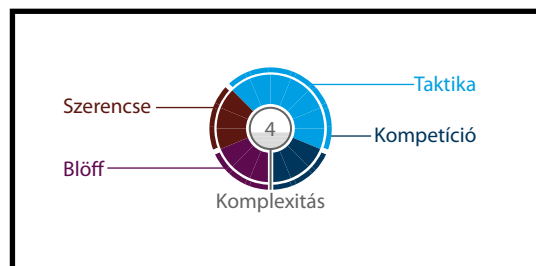 Taktika
Szerencse
4
Kompetíció
Blöff
Komplexitás